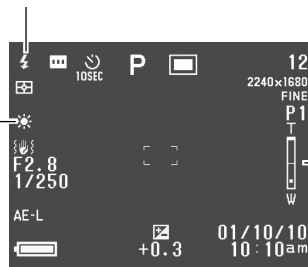 10SEC P 12
2240×1680
FINE
P1
T
F2.8
1/250
W
AE-L
01/10/10
+0.3 10:10am